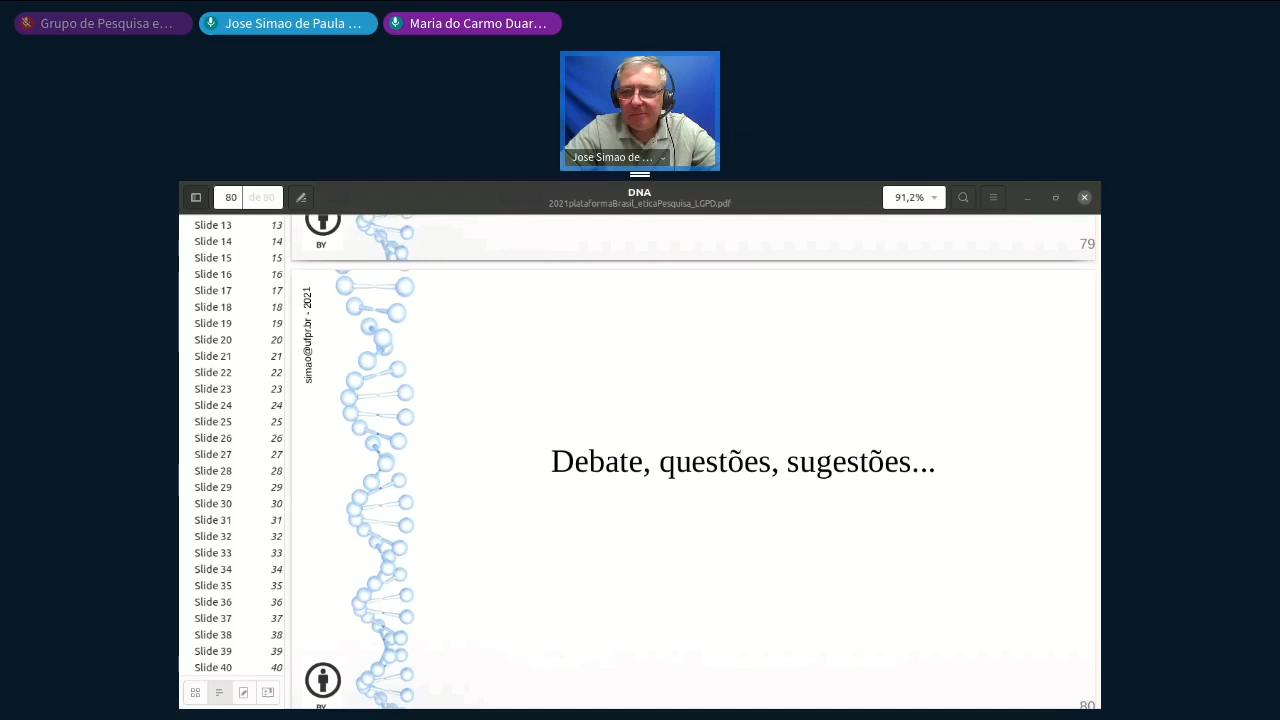 Grupo de Pesquisa e...
Jose Simao de Paula ...
Maria do Carmo Duar...
Jose Simao de ...
80 de 80
DNA
2021plataformaBrasil_eticaPesquisa_LGPD.pdf
91,2%
Slide 13 13
Slide 14 14
Slide 15 15
Slide 16 16
Slide 17 17
Slide 18 18
Slide 19 19
Slide 20 20
Slide 21 21
Slide 22 22
Slide 23 23
Slide 24 24
Slide 25 25
Slide 26 26
Slide 27 27
Slide 28 28
Slide 29 29
Slide 30 30
Slide 31 31
Slide 32 32
Slide 33 33
Slide 34 34
Slide 35 35
Slide 36 36
Slide 37 37
Slide 38 38
Slide 39 39
Slide 40 40
BY
79
simao@ufpr.br - 2021
Debate, questões, sugestões...
BY
80